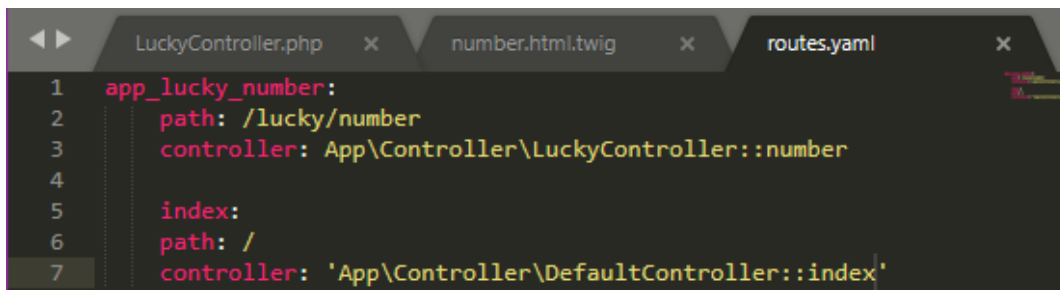 LuckyController.php × number.html.twig × routes.yaml ×
1 app_lucky_number:
2 path: /lucky/number
3 controller: App\Controller\LuckyController::number
4
5 index:
6 path: /
7 controller: 'App\Controller\DefaultController::index'